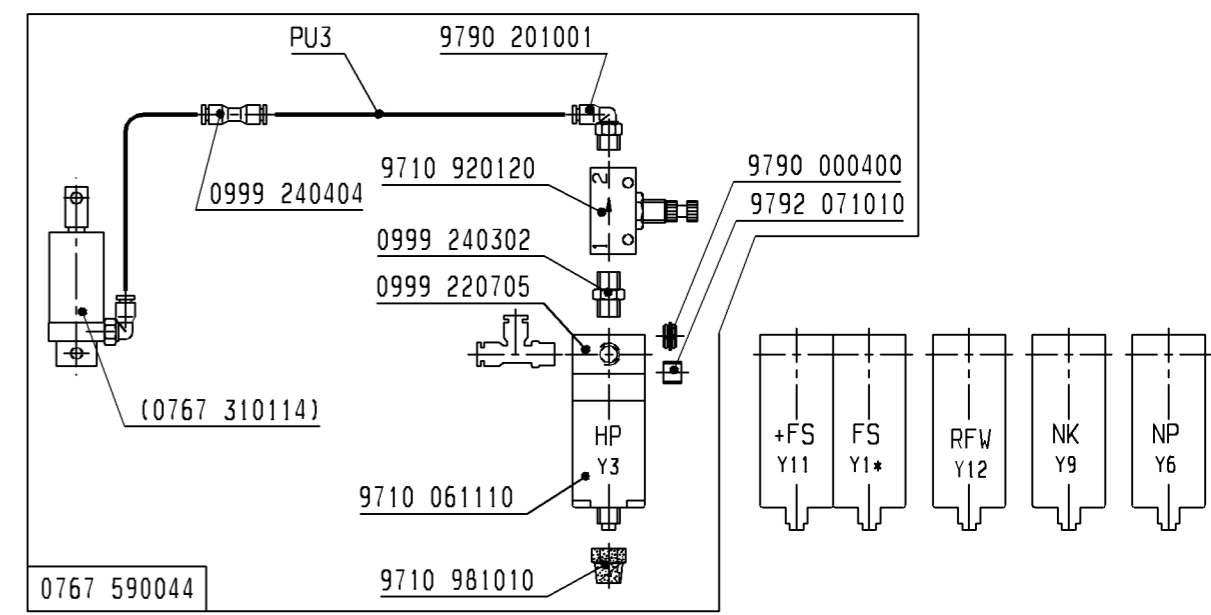 PU3
9790 201001
9710 920120
2
1
9790 000400
9792 071010
0999 240404
0999 240302
0999 220705
(0767 310114)
HP
Y3
+FS
Y11
FS
Y1*
RFW
Y12
NK
Y9
NP
Y6
9710 061110
9710 981010
0767 590044